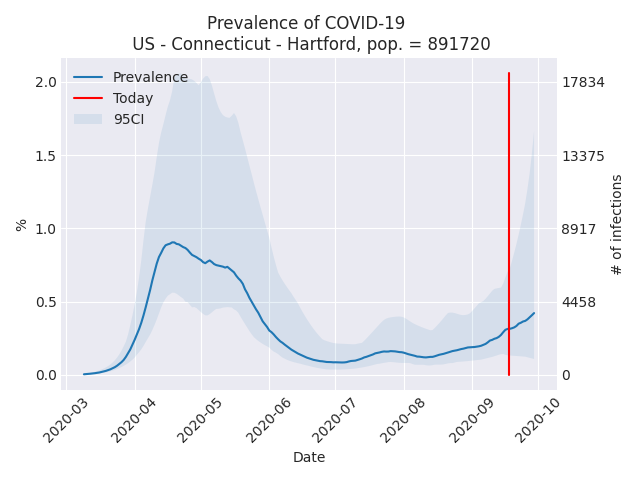 Prevalence of COVID-19
US - Connecticut - Hartford, pop. = 891720
Prevalence
Today
95CI
2.0
1.5
1.0
0.5
0.0
%
17834
13375
8917
4458
0
# of infections
2020-03
2020-04
2020-05
2020-06
2020-07
2020-08
2020-09
2020-10
Date